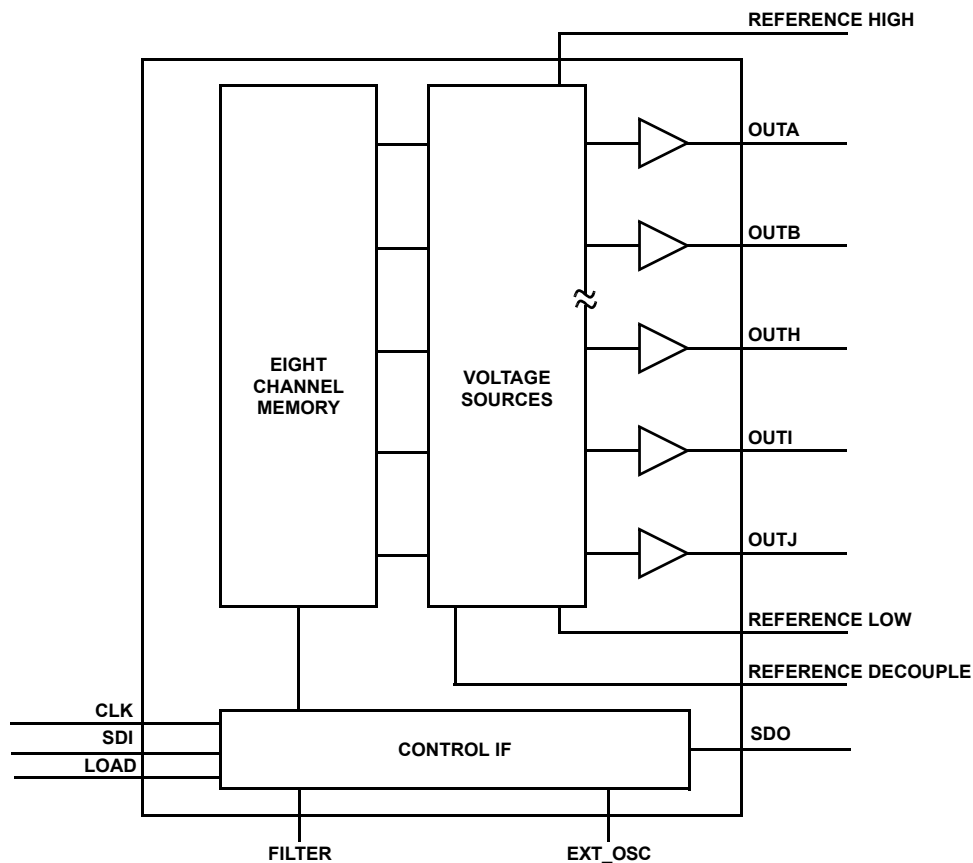 REFERENCE HIGH
OUTA
OUTB
OUTH
EIGHT
CHANNEL
MEMORY
VOLTAGE
SOURCES
OUTI
OUTJ
REFERENCE LOW
REFERENCE DECOUPLE
CLK
SDI
LOAD
CONTROL IF
SDO
FILTER
EXT_OSC